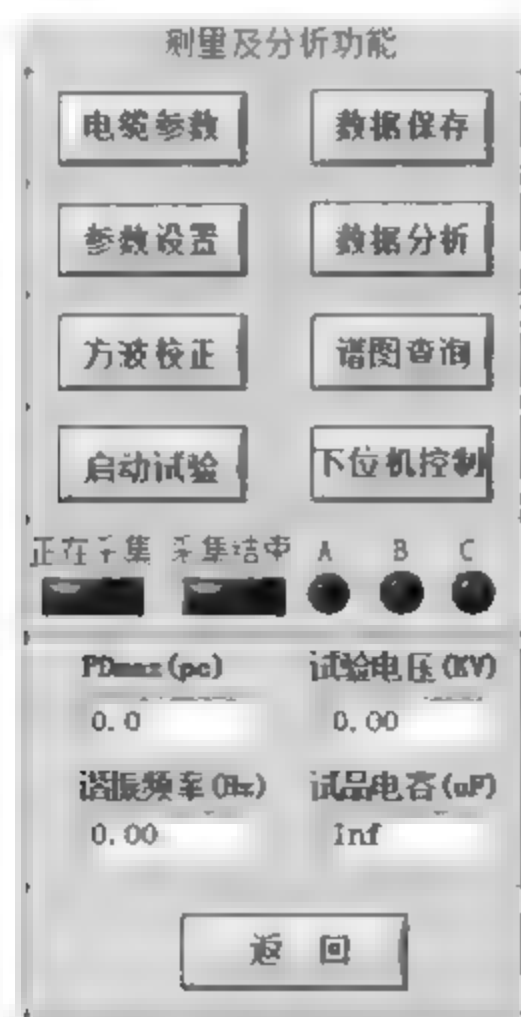 测量及分析功能
电缆参数 数据保存
参数设置 数据分析
方波校正 谱图查询
启动试验 下位机控制
正在采集 采集结束 A B C
PDmax(pc) 试验电压(KV)
0.0 0.00
谐振频率(Hz) 试品电容(uF)
0.00 Inf
返 回